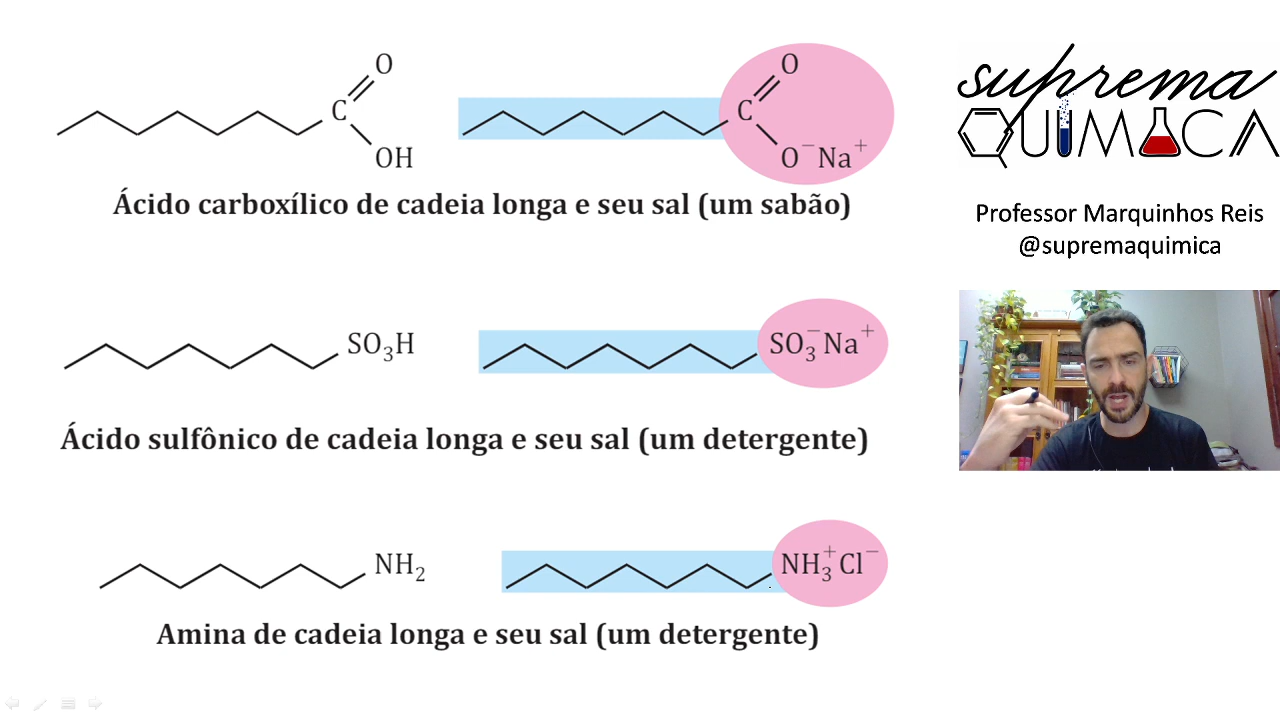 O
C
OH
O
C
O⁻Na⁺
Ácido carboxílico de cadeia longa e seu sal (um sabão)
SO₃H
SO₃⁻Na⁺
Ácido sulfônico de cadeia longa e seu sal (um detergente)
NH₂
NH₃⁺Cl⁻
Amina de cadeia longa e seu sal (um detergente)
suprema
QUÍMICA
Professor Marquinhos Reis
@supremaquimica